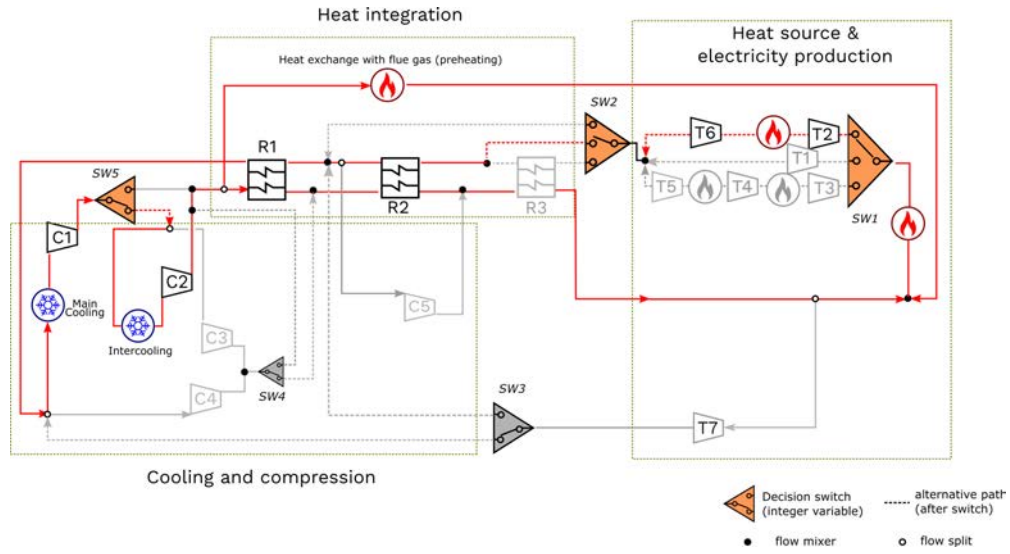 Heat integration
Heat source &
electricity production
Heat exchange with flue gas (preheating)
SW2
T6
T2
R1
T1
SW5
T5
T4
T3
R2
R3
SW1
C1
C2
Main
Cooling
C5
Intercooling
C3
SW4
SW3
C4
T7
Cooling and compression
Decision switch
(integer variable)
alternative path
(after switch)
flow mixer
flow split